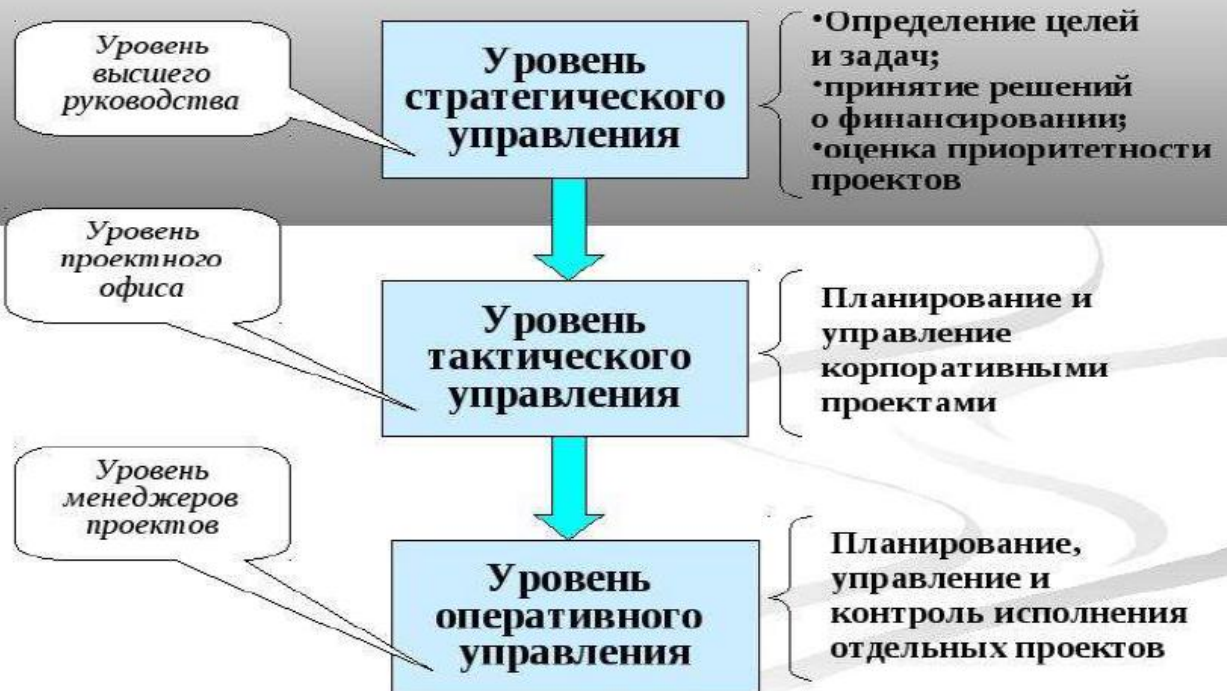 Уровень
высшего
руководства
Уровень
стратегического
управления
•Определение целей
и задач;
•принятие решений
о финансировании;
•оценка приоритетности
проектов
Уровень
проектного
офиса
Уровень
тактического
управления
Планирование и
управление
корпоративными
проектами
Уровень
менеджеров
проектов
Уровень
оперативного
управления
Планирование,
управление и
контроль исполнения
отдельных проектов